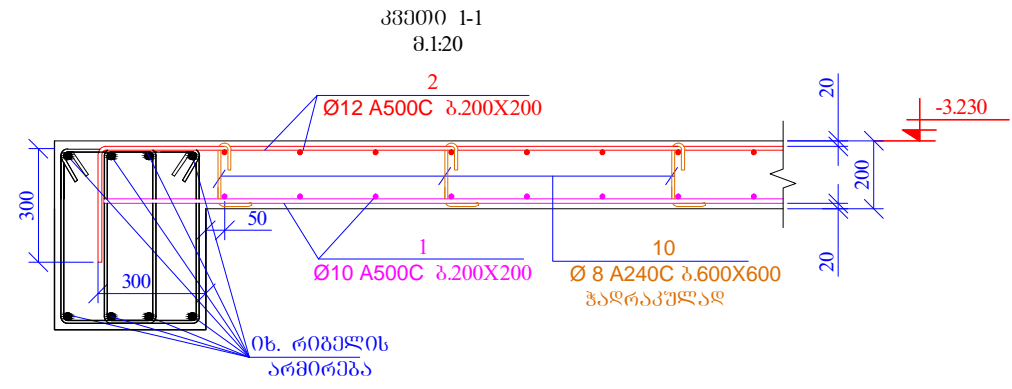 კვეთი 1-1
მ.1:20
2
Ø12 A500C ბ.200X200
20
-3.230
300
200
50
300
1
Ø10 A500C ბ.200X200
10
Ø 8 A240C ბ.600X600
ჭადრაკულად
20
იხ. რიგელის
არმირება